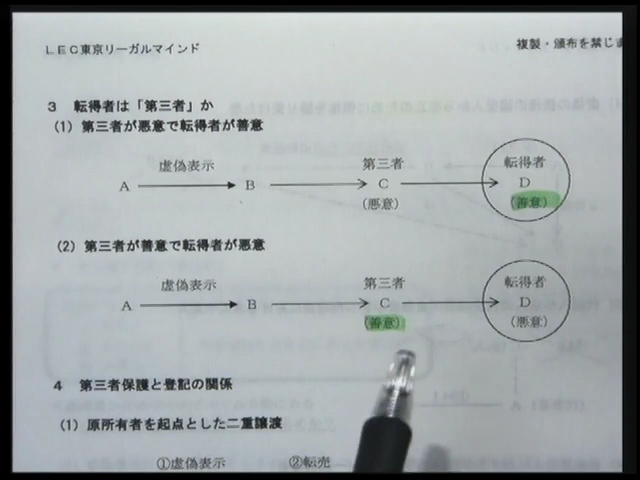 LEC東京リーガルマインド
複製・頒布を禁じま
3 転得者は「第三者」か
(1) 第三者が悪意で転得者が善意
虚偽表示 第三者 転得者
A B C D
(悪意) (善意)
(2) 第三者が善意で転得者が悪意
虚偽表示 第三者 転得者
A B C D
(善意) (悪意)
4 第三者保護と登記の関係
(1) 原所有者を起点とした二重譲渡
①虚偽表示 ②転売